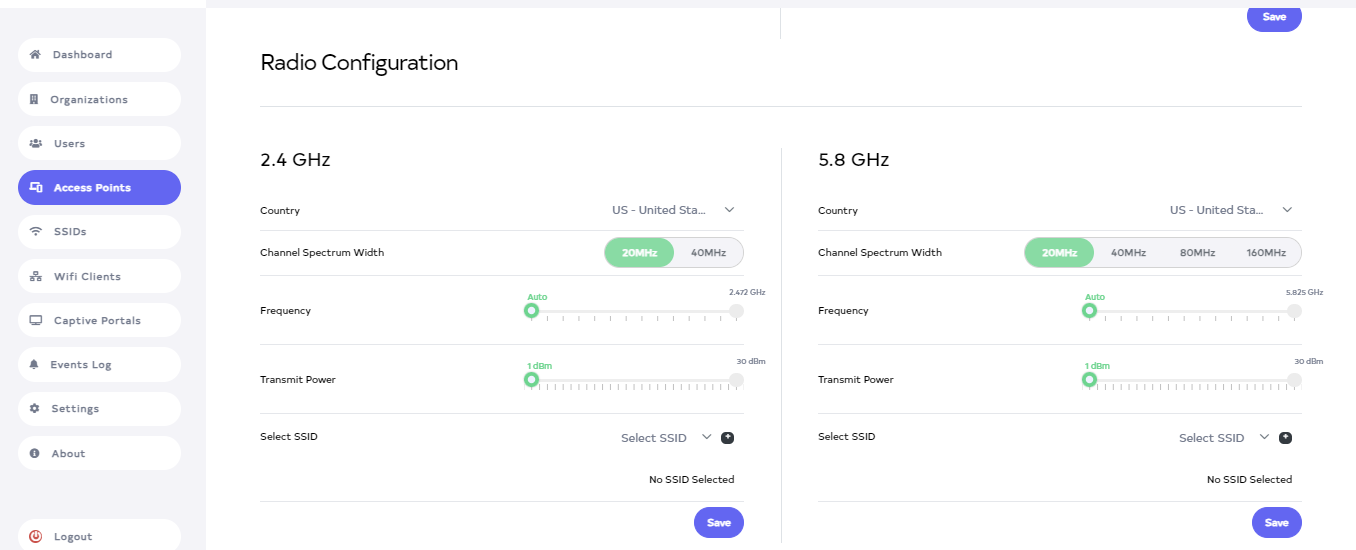 Save
Dashboard
Organizations
Users
Access Points
SSIDs
Wifi Clients
Captive Portals
Events Log
Settings
About
Logout
Radio Configuration
2.4 GHz
Country
US - United Sta...
Channel Spectrum Width
20MHz 40MHz
Frequency
Auto
2.472 GHz
Transmit Power
1 dBm
30 dBm
Select SSID
Select SSID
No SSID Selected
Save
5.8 GHz
Country
US - United Sta...
Channel Spectrum Width
20MHz 40MHz 80MHz 160MHz
Frequency
Auto
5.825 GHz
Transmit Power
1 dBm
30 dBm
Select SSID
Select SSID
No SSID Selected
Save